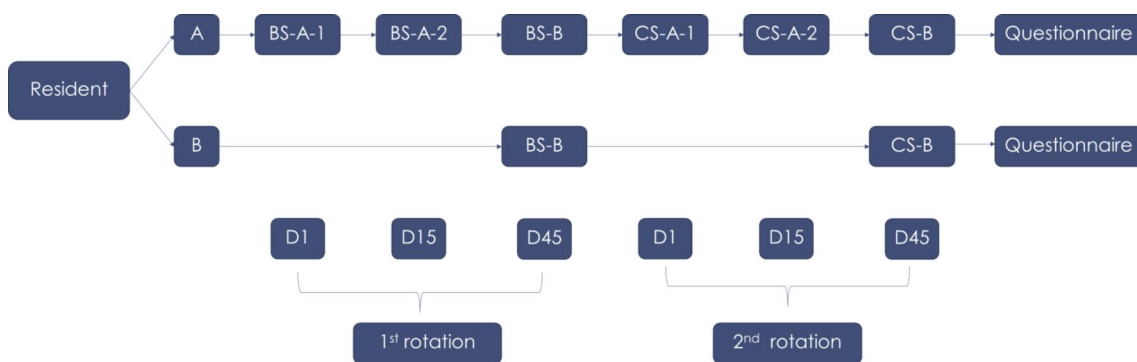 A
BS-A-1
BS-A-2
BS-B
CS-A-1
CS-A-2
CS-B
Questionnaire
Resident
B
BS-B
CS-B
Questionnaire
D1
D15
D45
D1
D15
D45
1st rotation
2nd rotation